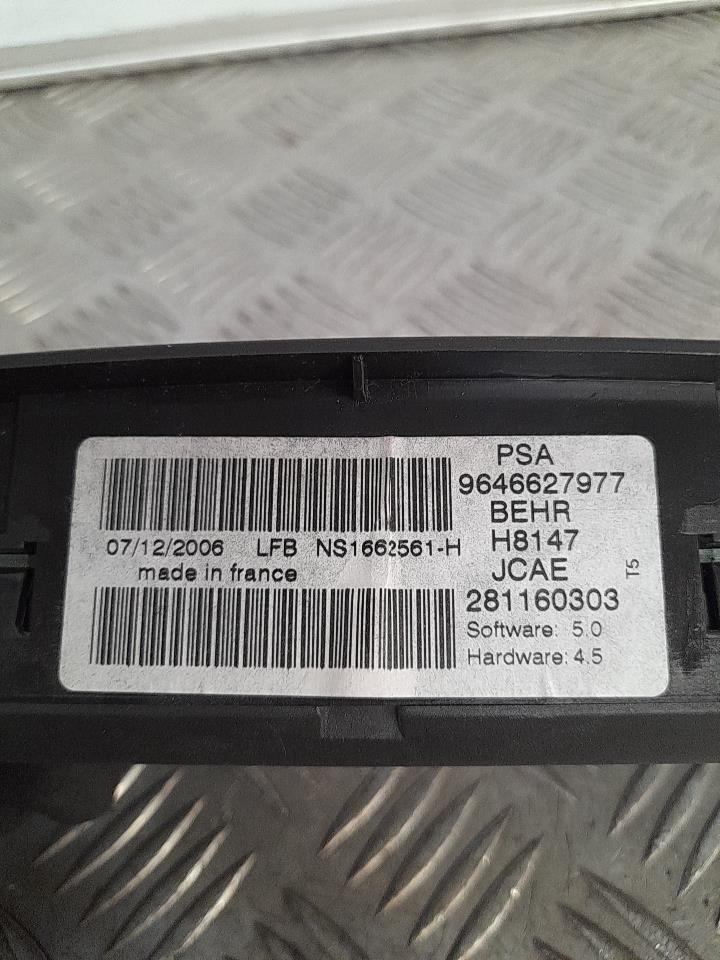 PSA
9646627977
BEHR
07/12/2006 LFB NS1662561-H
H8147
made in france
JCAE
T5
281160303
Software: 5.0
Hardware: 4.5